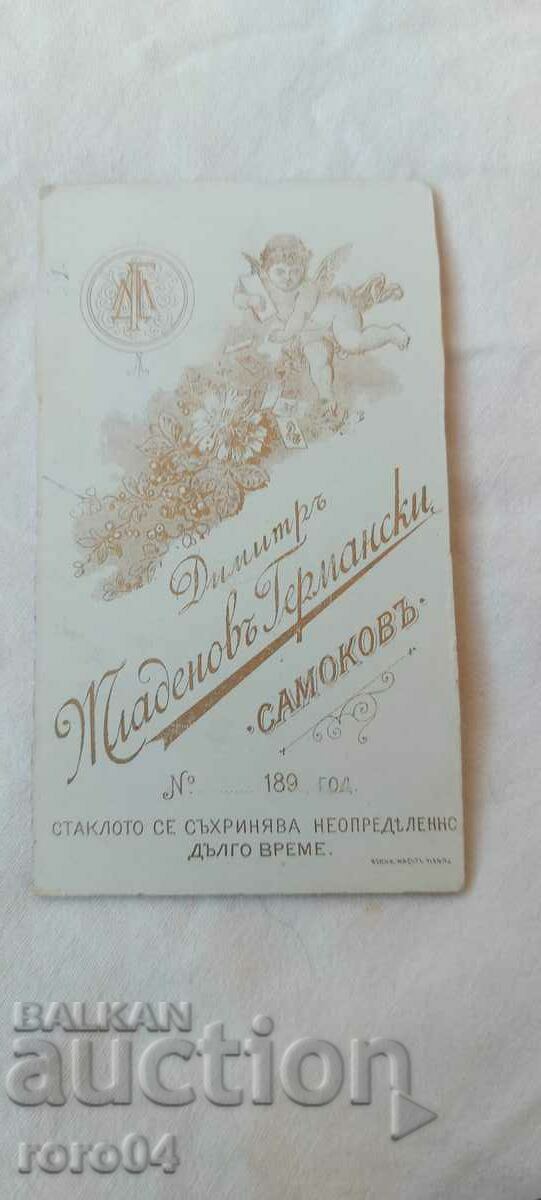 Димитръ
Младеновъ Германски
·САМОКОВЪ·
№ ........ 189 год.
СТАКЛОТО СЕ СЪХРИНЯВА НЕОПРЕДѢЛЕННО
ДЪЛГО ВРЕМЕ.
BALKAN
auction
roro04